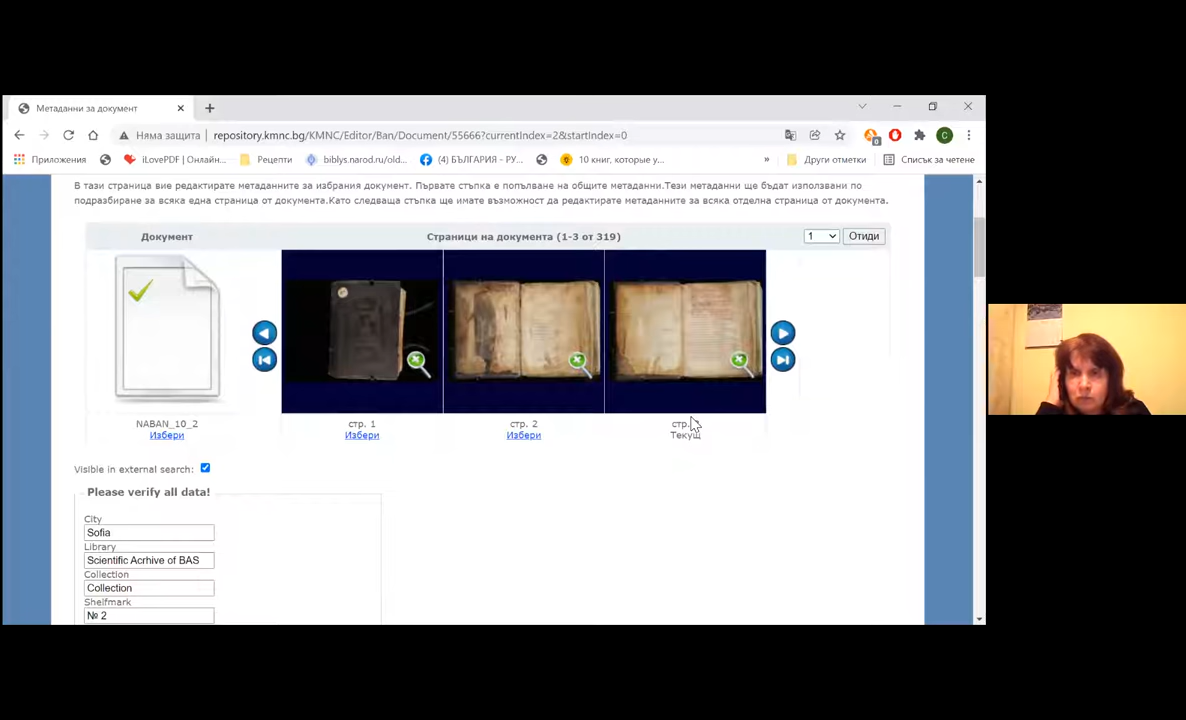 Метаданни за документ
Няма защита | repository.kmnc.bg/KMNC/Editor/Ban/Document/55666?currentIndex=2&startIndex=0
0
C
Приложения iLovePDF | Онлайн... Рецепти biblys.narod.ru/old... (4) БЪЛГАРИЯ - РУ... 10 книг, которые у... » Други отметки Списък за четене
В тази страница вие редактирате метаданните за избрания документ. Първате стъпка е попълване на общите метаданни.Тези метаданни ще бъдат използвани по
подразбиране за всяка една страница от документа.Като следваща стъпка ще имате възможност да редактирате метаданните за всяка отделна страница от документа.
Документ Страници на документа (1-3 от 319) 1 Отиди
NABAN_10_2 стр. 1 стр. 2 стр.
Избери Избери Избери Текущ
Visible in external search:
Please verify all data!
City
Sofia
Library
Scientific Acrhive of BAS
Collection
Collection
Shelfmark
№ 2